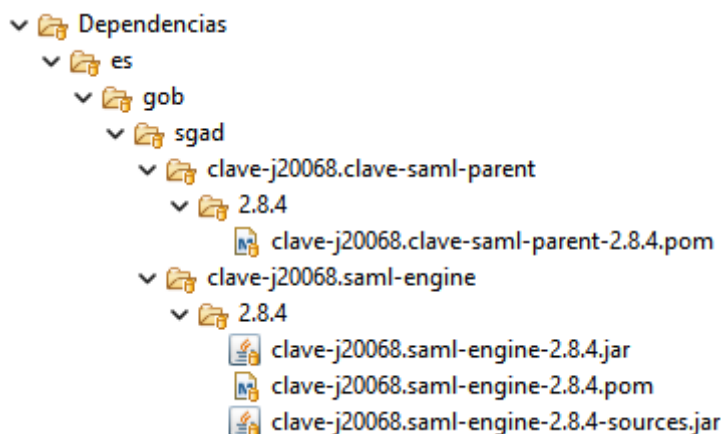 Dependencias
es
gob
sgad
clave-j20068.clave-saml-parent
2.8.4
clave-j20068.clave-saml-parent-2.8.4.pom
clave-j20068.saml-engine
2.8.4
clave-j20068.saml-engine-2.8.4.jar
clave-j20068.saml-engine-2.8.4.pom
clave-j20068.saml-engine-2.8.4-sources.jar